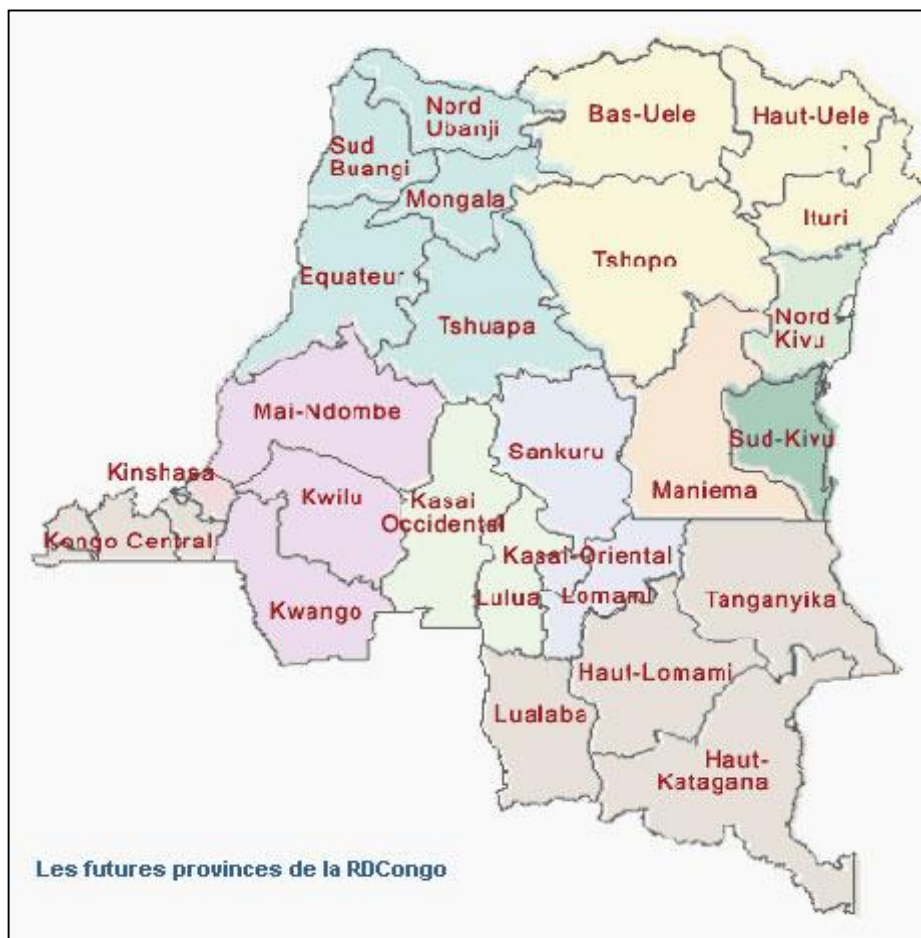 Nord
Ubanji
Bas-Uele
Haut-Uele
Sud
Buangi
Mongala
Ituri
Equateur
Tshopo
Tshuapa
Nord
Kivu
Mai-Ndombe
Sankuru
Sud-Kivu
Kinshasa
Kwilu
Kasai
Occidental
Maniema
Kongo Central
Kasai-Oriental
Kwango
Lulua
Lomami
Tanganyika
Haut-Lomami
Lualaba
Haut-
Katagana
Les futures provinces de la RDCongo